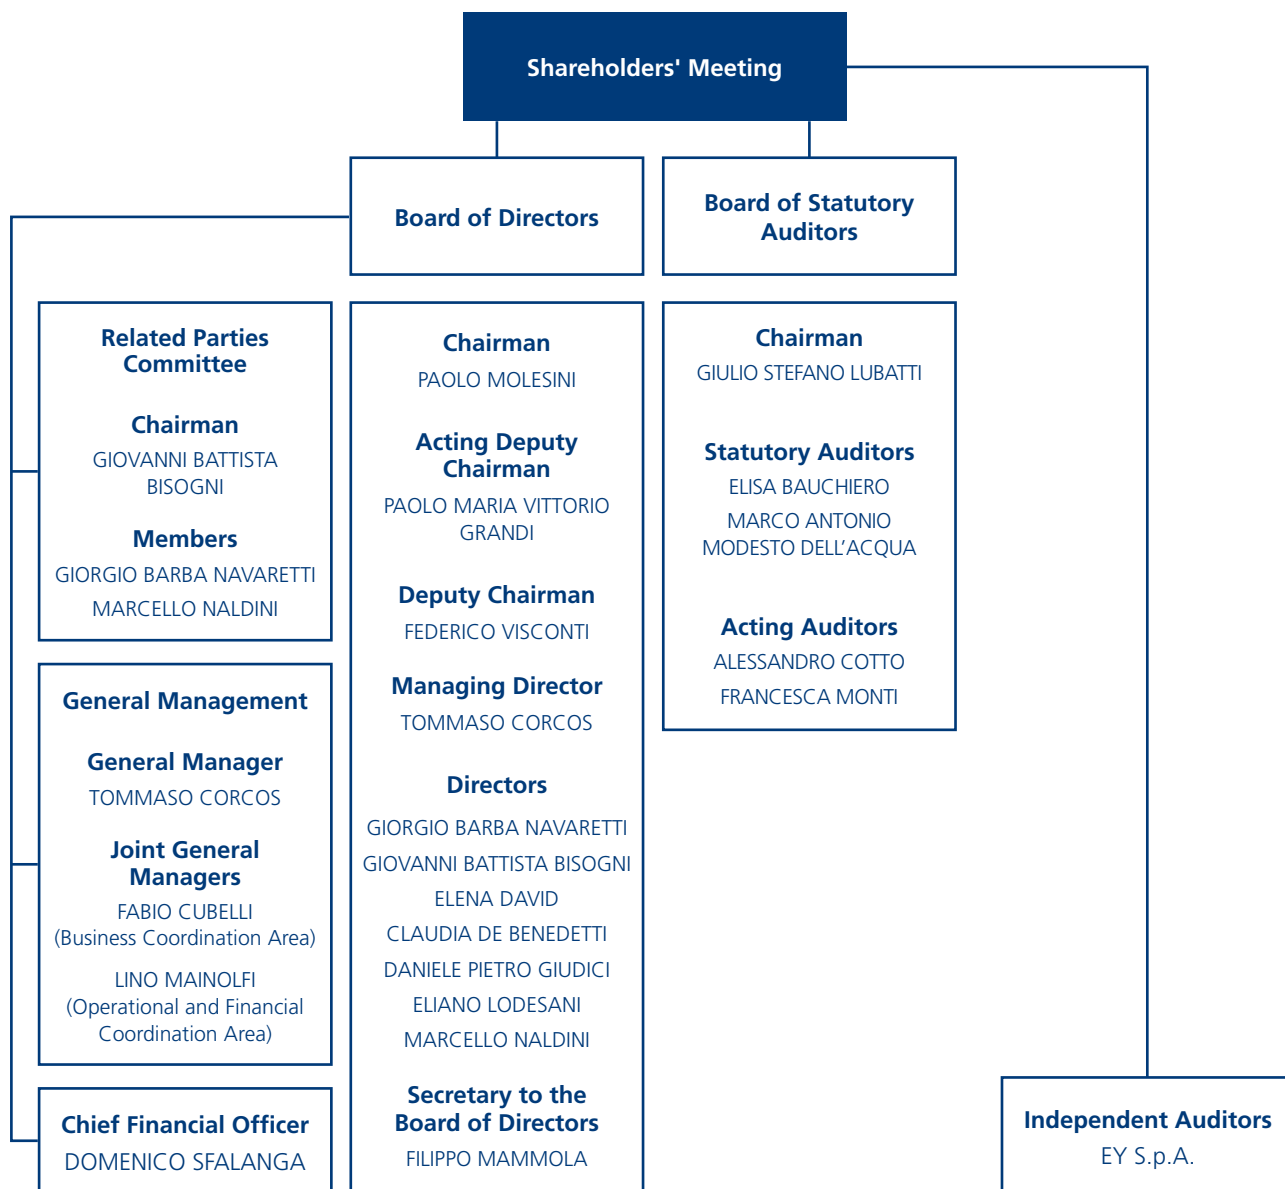 Shareholders' Meeting
Board of Directors
Board of Statutory
Auditors
Related Parties
Committee
Chairman
GIOVANNI BATTISTA
BISOGNI
Members
GIORGIO BARBA NAVARETTI
MARCELLO NALDINI
General Management
General Manager
TOMMASO CORCOS
Joint General
Managers
FABIO CUBELLI
(Business Coordination Area)
LINO MAINOLFI
(Operational and Financial
Coordination Area)
Chief Financial Officer
DOMENICO SFALANGA
Chairman
PAOLO MOLESINI
Acting Deputy
Chairman
PAOLO MARIA VITTORIO
GRANDI
Deputy Chairman
FEDERICO VISCONTI
Managing Director
TOMMASO CORCOS
Directors
GIORGIO BARBA NAVARETTI
GIOVANNI BATTISTA BISOGNI
ELENA DAVID
CLAUDIA DE BENEDETTI
DANIELE PIETRO GIUDICI
ELIANO LODESANI
MARCELLO NALDINI
Secretary to the
Board of Directors
FILIPPO MAMMOLA
Chairman
GIULIO STEFANO LUBATTI
Statutory Auditors
ELISA BAUCHIERO
MARCO ANTONIO
MODESTO DELL’ACQUA
Acting Auditors
ALESSANDRO COTTO
FRANCESCA MONTI
Independent Auditors
EY S.p.A.